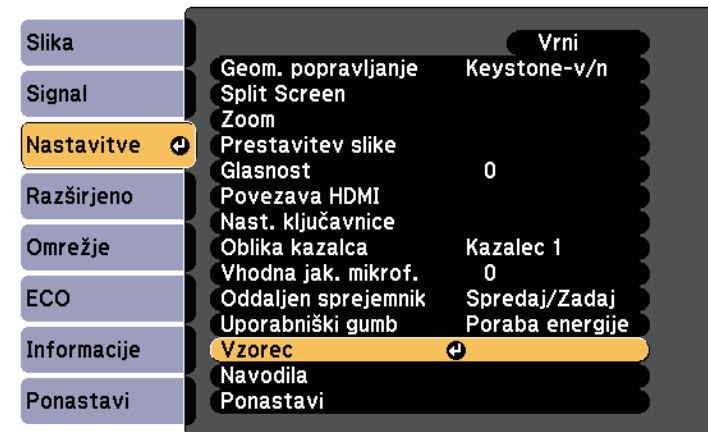 Slika
Signal
Nastavitve
Razširjeno
Omrežje
ECO
Informacije
Ponastavi
Vrni
Geom. popravljanje Keystone-v/n
Split Screen
Zoom
Prestavitev slike
Glasnost 0
Povezava HDMI
Nast. ključavnice
Oblika kazalca Kazalec 1
Vhodna jak. mikrof. 0
Oddaljen sprejemnik Spredaj/Zadaj
Uporabniški gumb Poraba energije
Vzorec
Navodila
Ponastavi